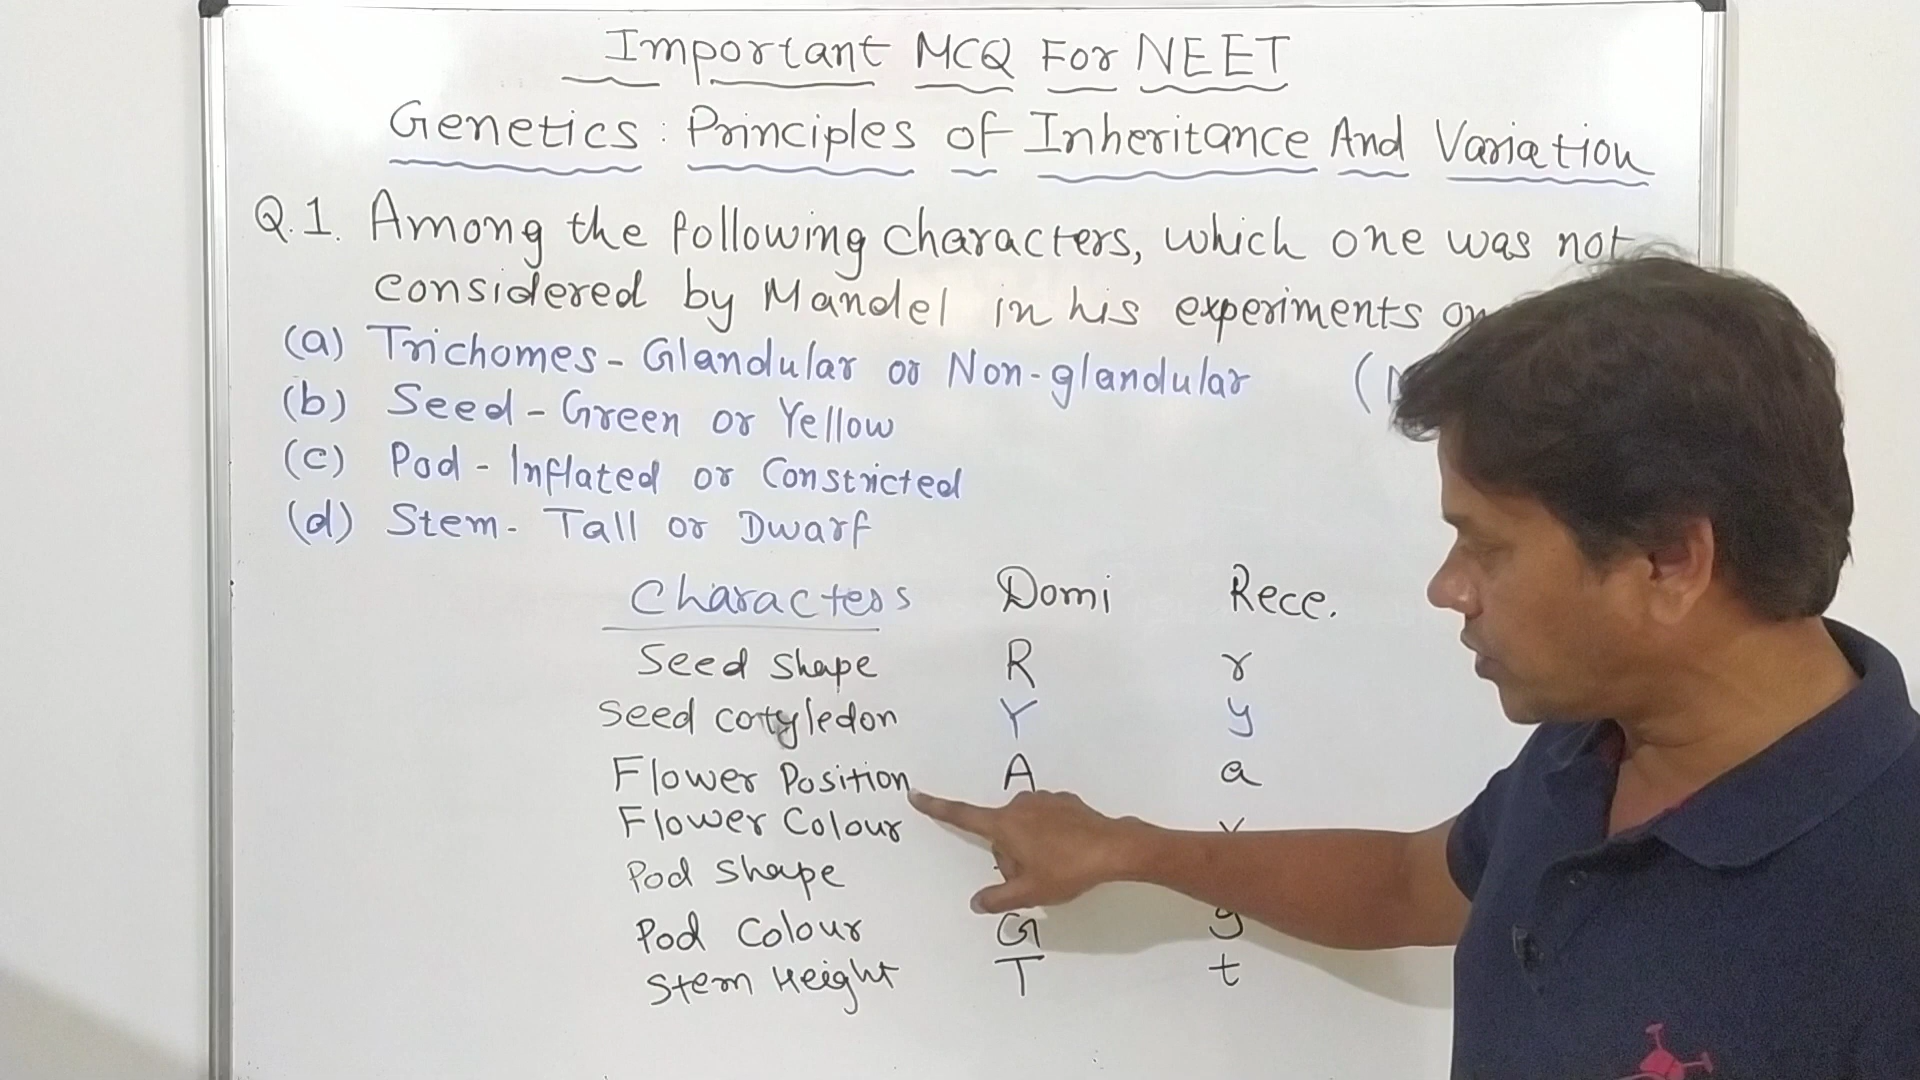 Important MCQ For NEET
Genetics: Principles of Inheritance And Variation
Q.1. Among the following characters, which one was not
considered by Mandel in his experiments on
(a) Trichomes - Glandular or Non-glandular (
(b) Seed - Green or Yellow
(c) Pod - Inflated or Constricted
(d) Stem - Tall or Dwarf
Characters Domi Rece.
Seed Shape R r
Seed cotyledon Y y
Flower Position A a
Flower Colour v
Pod Shape
Pod Colour G g
Stem Height T t